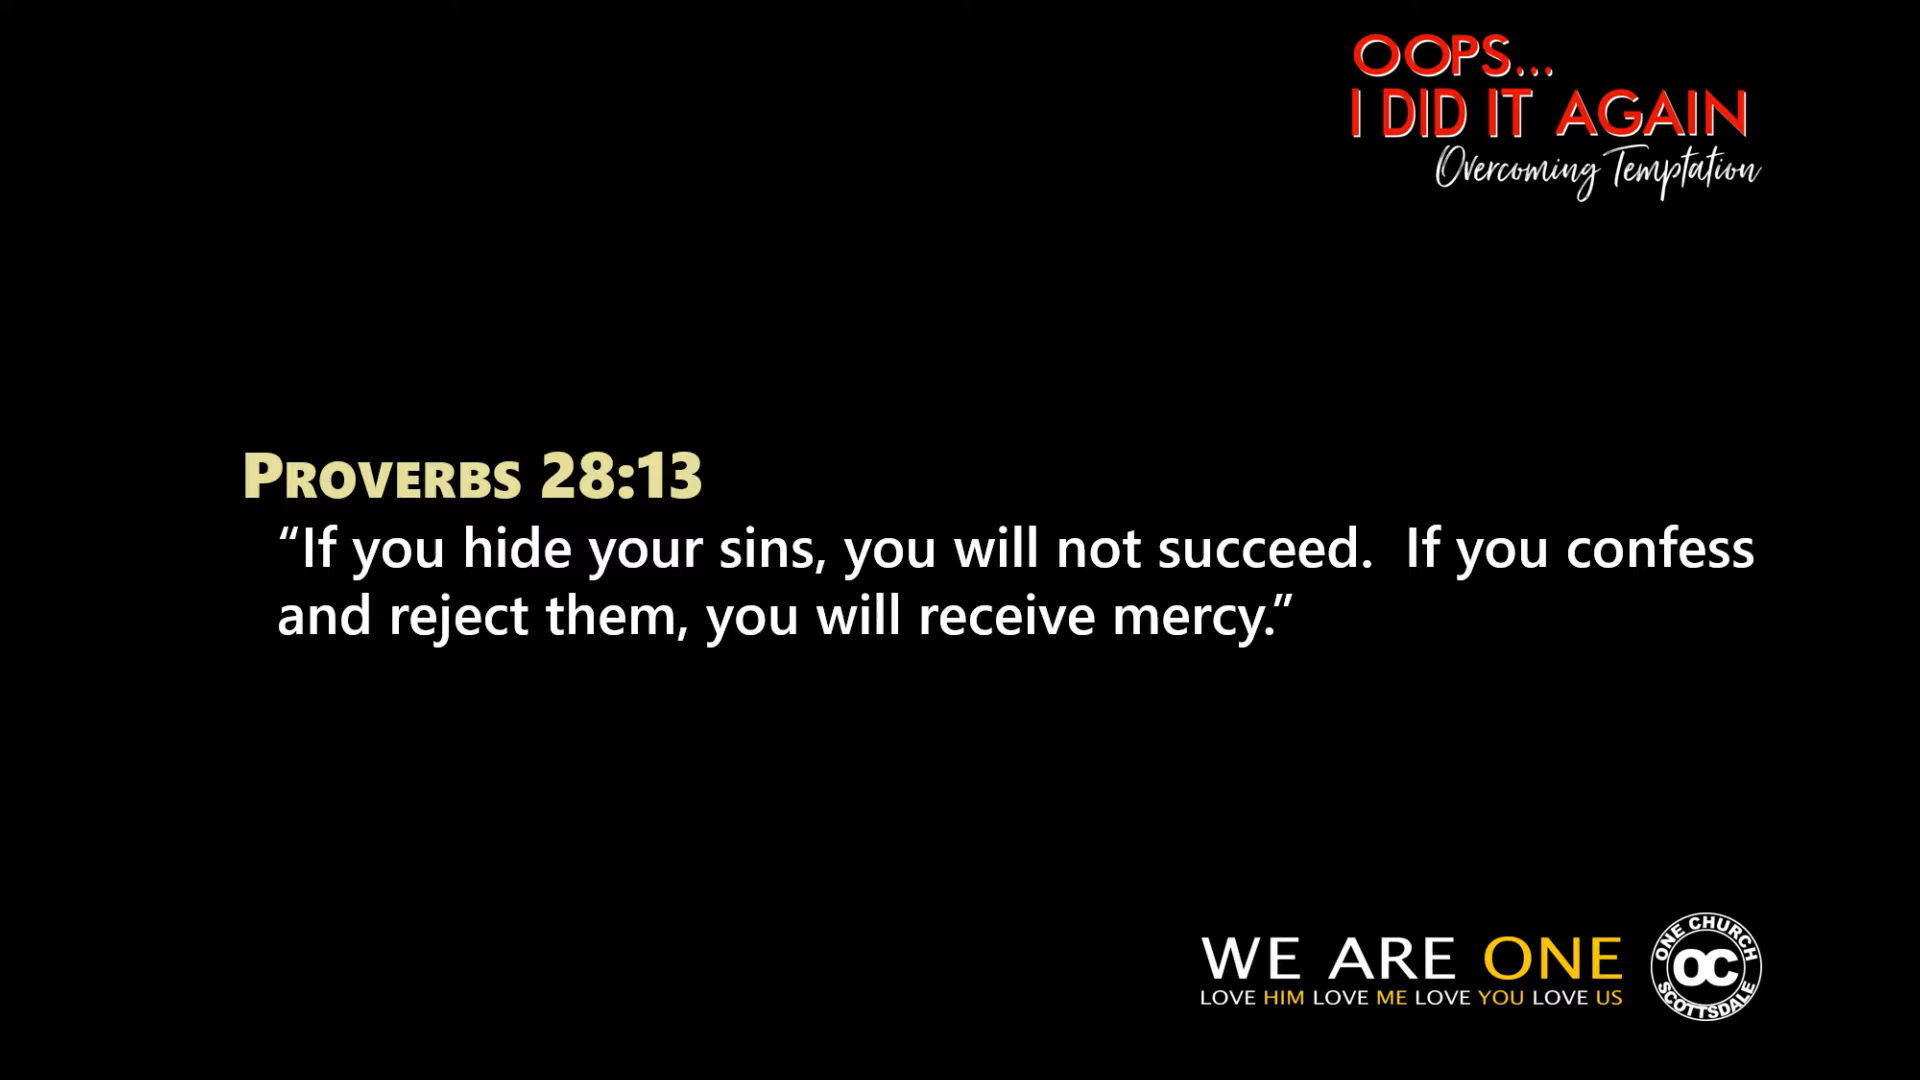 OOPS...
I DID IT AGAIN
Overcoming Temptation
PROVERBS 28:13
“If you hide your sins, you will not succeed.  If you confess
and reject them, you will receive mercy.”
WE ARE ONE
LOVE HIM LOVE ME LOVE YOU LOVE US
ONE CHURCH
OC
SCOTTSDALE